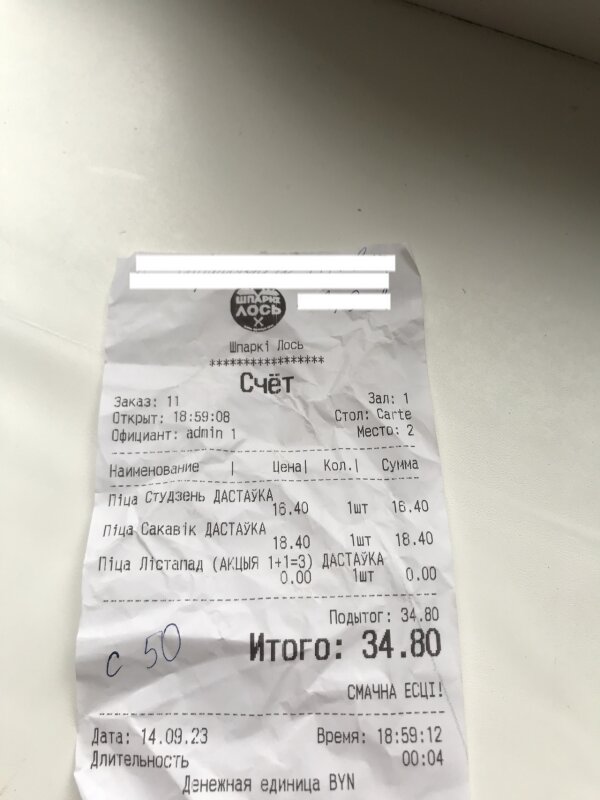 ШПАРКІ
ЛОСЬ
Шпаркі Лось
*****************
Счёт
Заказ: 11 Зал: 1
Открыт: 18:59:08 Стол: Carte
Официант: admin 1 Место: 2
Наименование | Цена| Кол.| Сумма
Піца Студзень ДАСТАЎКА
16.40 1шт 16.40
Піца Сакавік ДАСТАЎКА
18.40 1шт 18.40
Піца Лістапад (АКЦЫЯ 1+1=3) ДАСТАЎКА
0.00 1шт 0.00
Подытог: 34.80
Итого: 34.80
с 50
СМАЧНА ЕСЦІ!
Дата: 14.09.23 Время: 18:59:12
Длительность 00:04
Денежная единица BYN